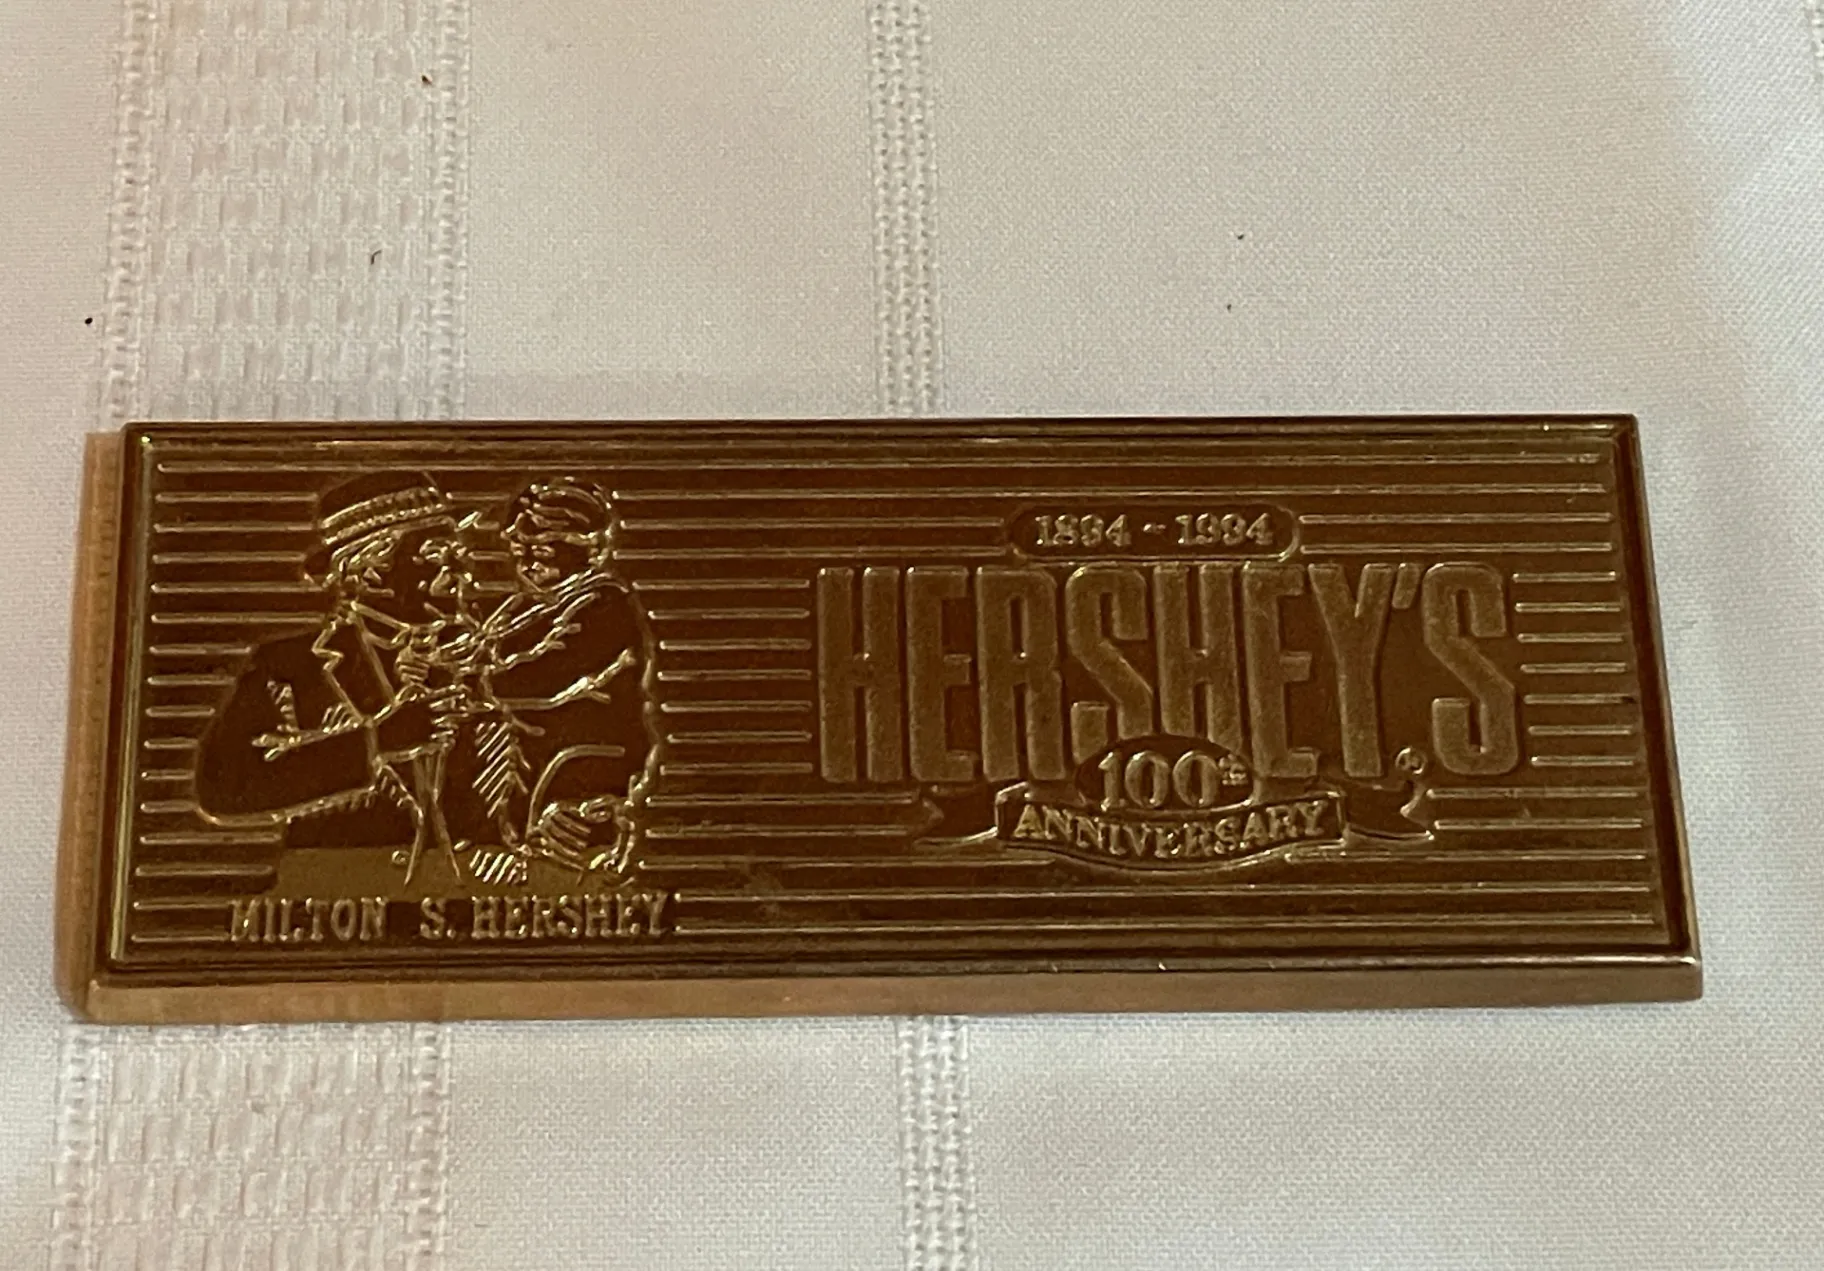 1894 - 1994
HERSHEY'S®
100th
ANNIVERSARY
MILTON S. HERSHEY